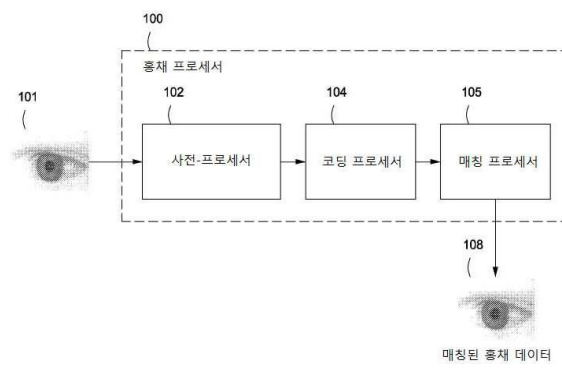 100
홍채 프로세서
101
102
104
105
사전-프로세서
코딩 프로세서
매칭 프로세서
108
매칭된 홍채 데이터